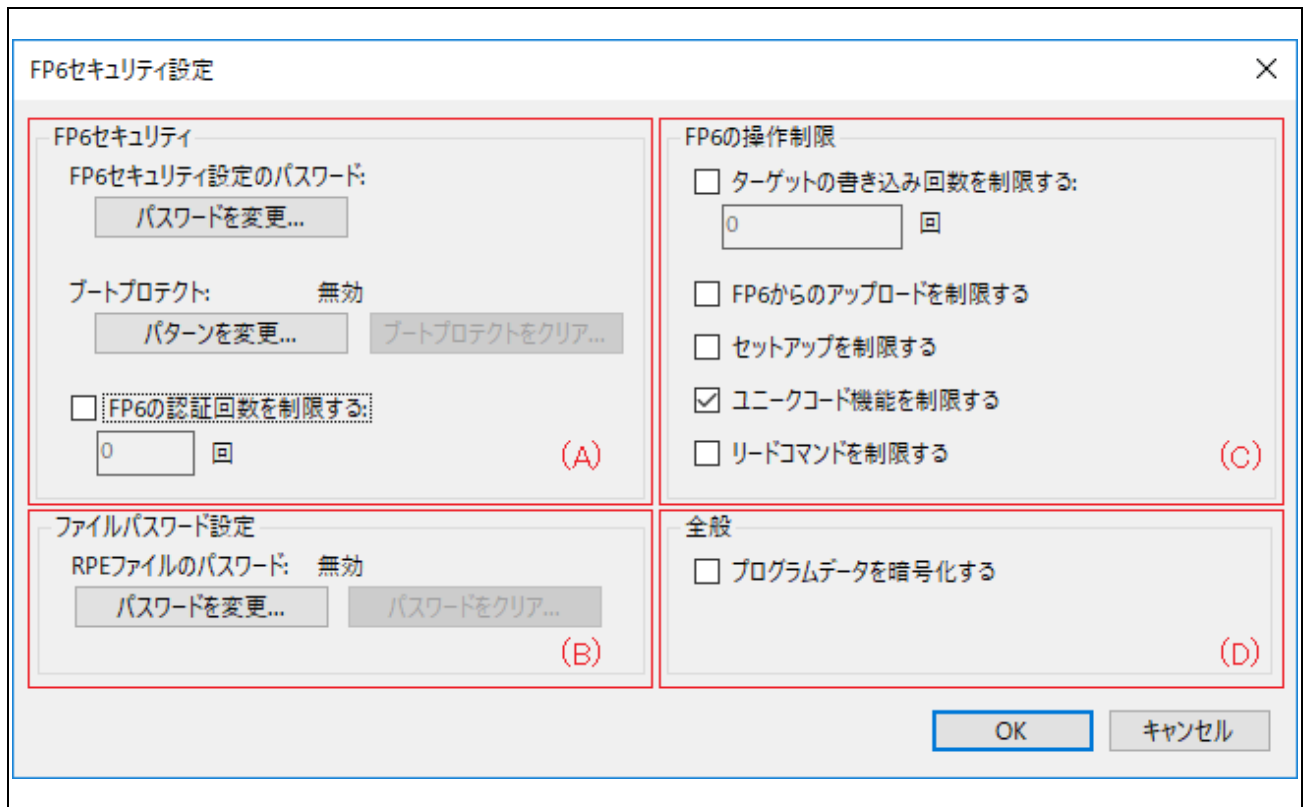 FP6セキュリティ設定
FP6セキュリティ
FP6セキュリティ設定のパスワード:
パスワードを変更...
ブートプロテクト: 無効
パターンを変更... ブートプロテクトをクリア...
FP6の認証回数を制限する:
0 回
(A)
ファイルパスワード設定
RPEファイルのパスワード: 無効
パスワードを変更... パスワードをクリア...
(B)
FP6の操作制限
ターゲットの書き込み回数を制限する:
0 回
FP6からのアップロードを制限する
セットアップを制限する
ユニークコード機能を制限する
リードコマンドを制限する
(C)
全般
プログラムデータを暗号化する
(D)
OK キャンセル